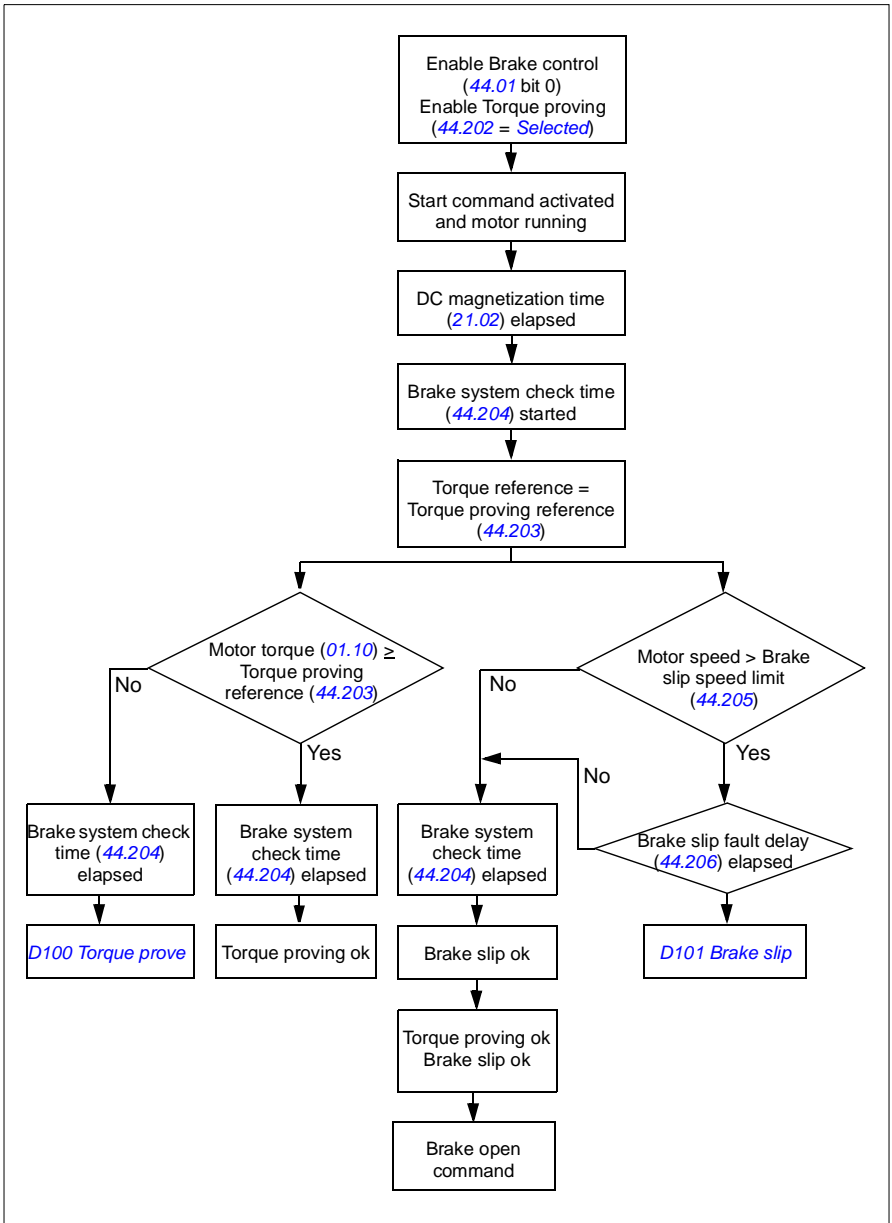 Enable Brake control
(44.01 bit 0)
Enable Torque proving
(44.202 = Selected)
Start command activated
and motor running
DC magnetization time
(21.02) elapsed
Brake system check time
(44.204) started
Torque reference =
Torque proving reference
(44.203)
Motor torque (01.10) ≥
Torque proving
reference (44.203)
No
Yes
Motor speed > Brake
slip speed limit
(44.205)
No
Yes
No
Brake system check
time (44.204)
elapsed
Brake system
check time
(44.204) elapsed
Brake system
check time
(44.204) elapsed
Brake slip fault delay
(44.206) elapsed
D100 Torque prove
Torque proving ok
Brake slip ok
D101 Brake slip
Torque proving ok
Brake slip ok
Brake open
command